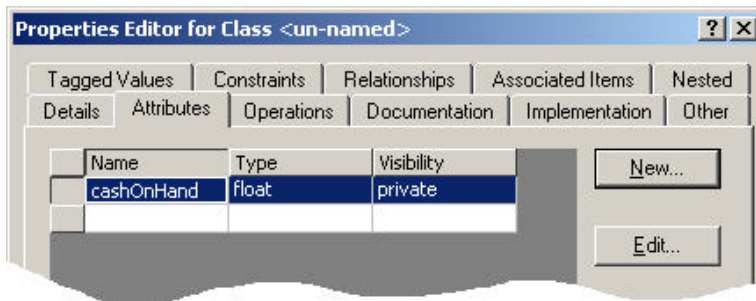 Properties Editor for Class <un-named>
Tagged Values Constraints Relationships Associated Items Nested
Details Attributes Operations Documentation Implementation Other
Name Type Visibility New...
cashOnHand float private
Edit...